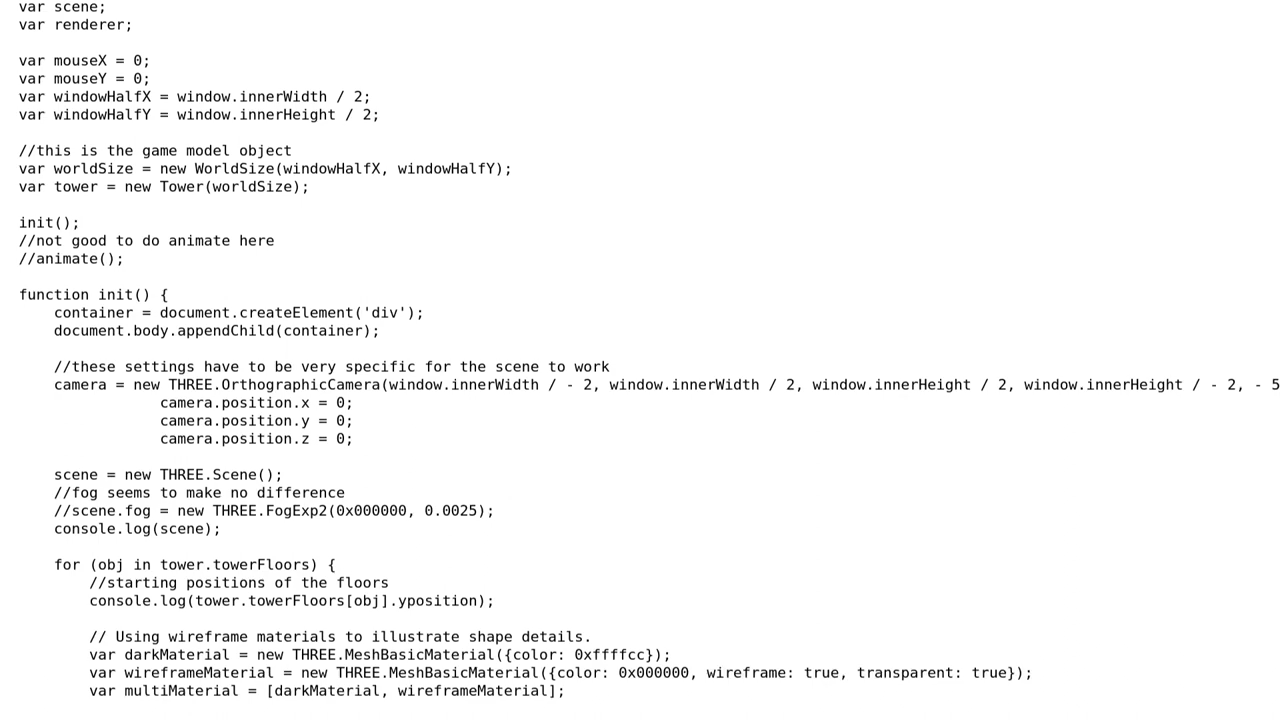 var scene;
var renderer;

var mouseX = 0;
var mouseY = 0;
var windowHalfX = window.innerWidth / 2;
var windowHalfY = window.innerHeight / 2;

//this is the game model object
var worldSize = new WorldSize(windowHalfX, windowHalfY);
var tower = new Tower(worldSize);

init();
//not good to do animate here
//animate();

function init() {
    container = document.createElement('div');
    document.body.appendChild(container);

    //these settings have to be very specific for the scene to work
    camera = new THREE.OrthographicCamera(window.innerWidth / - 2, window.innerWidth / 2, window.innerHeight / 2, window.innerHeight / - 2, - 5
                camera.position.x = 0;
                camera.position.y = 0;
                camera.position.z = 0;

    scene = new THREE.Scene();
    //fog seems to make no difference
    //scene.fog = new THREE.FogExp2(0x000000, 0.0025);
    console.log(scene);

    for (obj in tower.towerFloors) {
        //starting positions of the floors
        console.log(tower.towerFloors[obj].yposition);

        // Using wireframe materials to illustrate shape details.
        var darkMaterial = new THREE.MeshBasicMaterial({color: 0xffffcc});
        var wireframeMaterial = new THREE.MeshBasicMaterial({color: 0x000000, wireframe: true, transparent: true});
        var multiMaterial = [darkMaterial, wireframeMaterial];